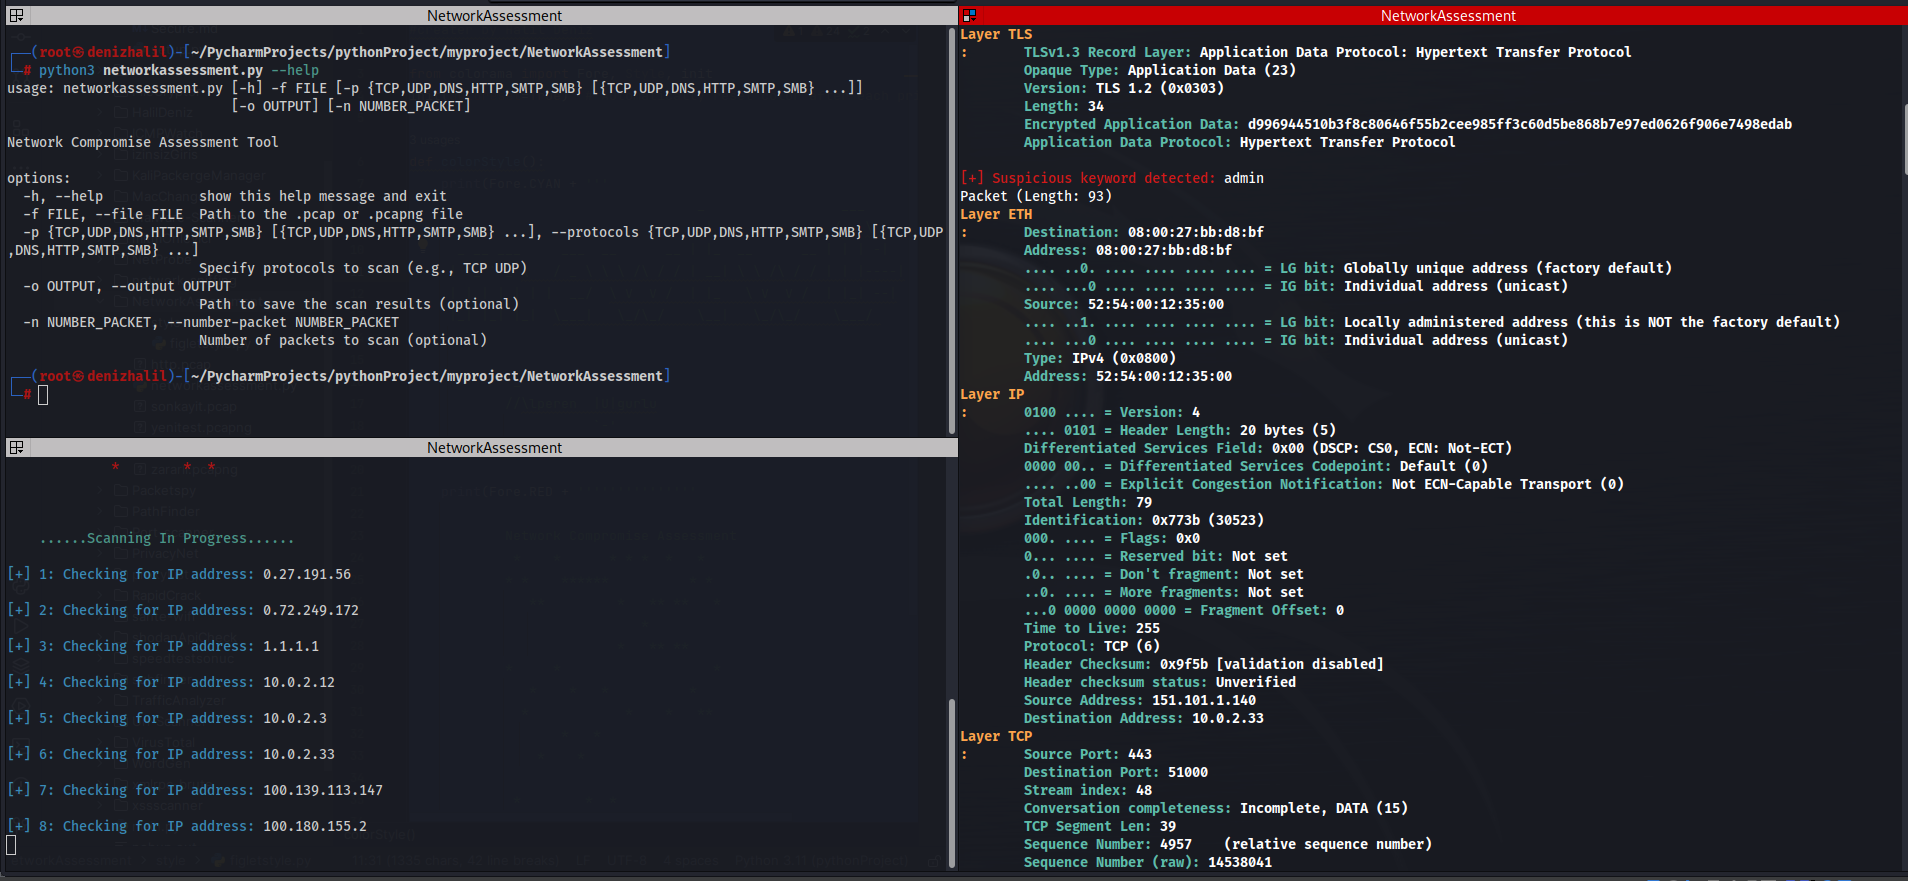 NetworkAssessment
┌──(root㉿denizhalil)-[~/PycharmProjects/pythonProject/myproject/NetworkAssessment]
└─# python3 networkassessment.py --help
usage: networkassessment.py [-h] -f FILE [-p {TCP,UDP,DNS,HTTP,SMTP,SMB} [{TCP,UDP,DNS,HTTP,SMTP,SMB} ...]]
[-o OUTPUT] [-n NUMBER_PACKET]
Network Compromise Assessment Tool
options:
-h, --help show this help message and exit
-f FILE, --file FILE Path to the .pcap or .pcapng file
-p {TCP,UDP,DNS,HTTP,SMTP,SMB} [{TCP,UDP,DNS,HTTP,SMTP,SMB} ...], --protocols {TCP,UDP,DNS,HTTP,SMTP,SMB} [{TCP,UDP
,DNS,HTTP,SMTP,SMB} ...]
Specify protocols to scan (e.g., TCP UDP)
-o OUTPUT, --output OUTPUT
Path to save the scan results (optional)
-n NUMBER_PACKET, --number-packet NUMBER_PACKET
Number of packets to scan (optional)
┌──(root㉿denizhalil)-[~/PycharmProjects/pythonProject/myproject/NetworkAssessment]
└─#
NetworkAssessment
* * *
......Scanning In Progress......
[+] 1: Checking for IP address: 0.27.191.56
[+] 2: Checking for IP address: 0.72.249.172
[+] 3: Checking for IP address: 1.1.1.1
[+] 4: Checking for IP address: 10.0.2.12
[+] 5: Checking for IP address: 10.0.2.3
[+] 6: Checking for IP address: 10.0.2.33
[+] 7: Checking for IP address: 100.139.113.147
[+] 8: Checking for IP address: 100.180.155.2
NetworkAssessment
Layer TLS
: TLSv1.3 Record Layer: Application Data Protocol: Hypertext Transfer Protocol
Opaque Type: Application Data (23)
Version: TLS 1.2 (0x0303)
Length: 34
Encrypted Application Data: d996944510b3f8c80646f55b2cee985ff3c60d5be868b7e97ed0626f906e7498edab
Application Data Protocol: Hypertext Transfer Protocol
[+] Suspicious keyword detected: admin
Packet (Length: 93)
Layer ETH
: Destination: 08:00:27:bb:d8:bf
Address: 08:00:27:bb:d8:bf
.... ..0. .... .... .... .... = LG bit: Globally unique address (factory default)
.... ...0 .... .... .... .... = IG bit: Individual address (unicast)
Source: 52:54:00:12:35:00
.... ..1. .... .... .... .... = LG bit: Locally administered address (this is NOT the factory default)
.... ...0 .... .... .... .... = IG bit: Individual address (unicast)
Type: IPv4 (0x0800)
Address: 52:54:00:12:35:00
Layer IP
: 0100 .... = Version: 4
.... 0101 = Header Length: 20 bytes (5)
Differentiated Services Field: 0x00 (DSCP: CS0, ECN: Not-ECT)
0000 00.. = Differentiated Services Codepoint: Default (0)
.... ..00 = Explicit Congestion Notification: Not ECN-Capable Transport (0)
Total Length: 79
Identification: 0x773b (30523)
000. .... = Flags: 0x0
0... .... = Reserved bit: Not set
.0.. .... = Don't fragment: Not set
..0. .... = More fragments: Not set
...0 0000 0000 0000 = Fragment Offset: 0
Time to Live: 255
Protocol: TCP (6)
Header Checksum: 0x9f5b [validation disabled]
Header checksum status: Unverified
Source Address: 151.101.1.140
Destination Address: 10.0.2.33
Layer TCP
: Source Port: 443
Destination Port: 51000
Stream index: 48
Conversation completeness: Incomplete, DATA (15)
TCP Segment Len: 39
Sequence Number: 4957 (relative sequence number)
Sequence Number (raw): 14538041